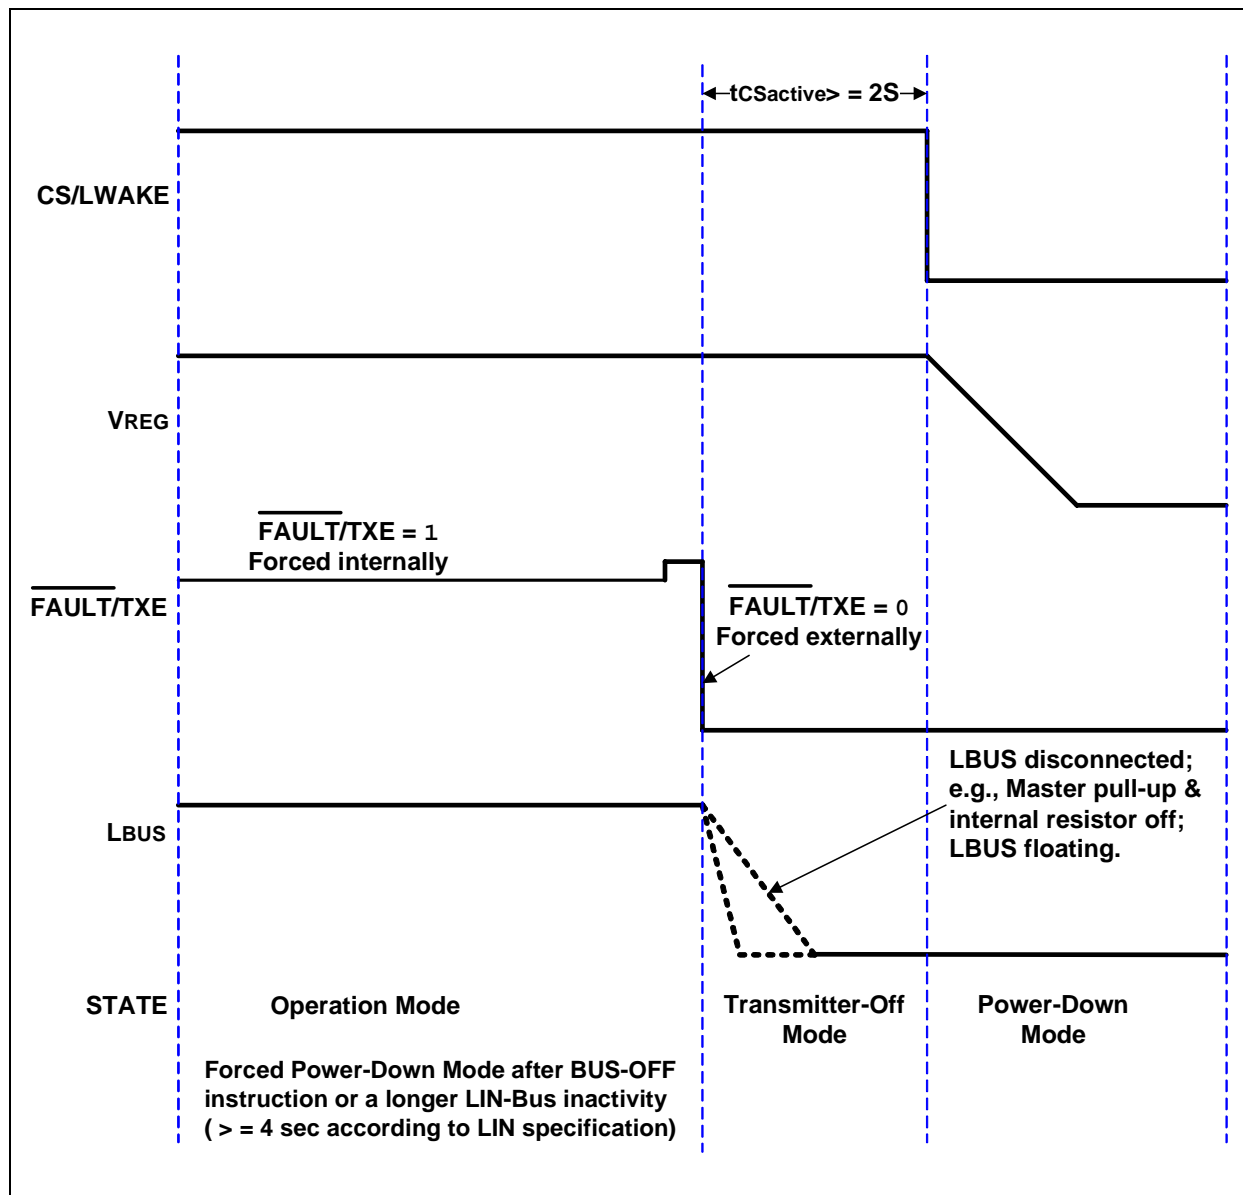 tCSactive> = 2S
CS/LWAKE
VREG
FAULT/TXE = 1
Forced internally
FAULT/TXE
FAULT/TXE = 0
Forced externally
LBUS disconnected;
e.g., Master pull-up &
internal resistor off;
LBUS floating.
LBUS
STATE
Operation Mode
Transmitter-Off
Mode
Power-Down
Mode
Forced Power-Down Mode after BUS-OFF
instruction or a longer LIN-Bus inactivity
( > = 4 sec according to LIN specification)